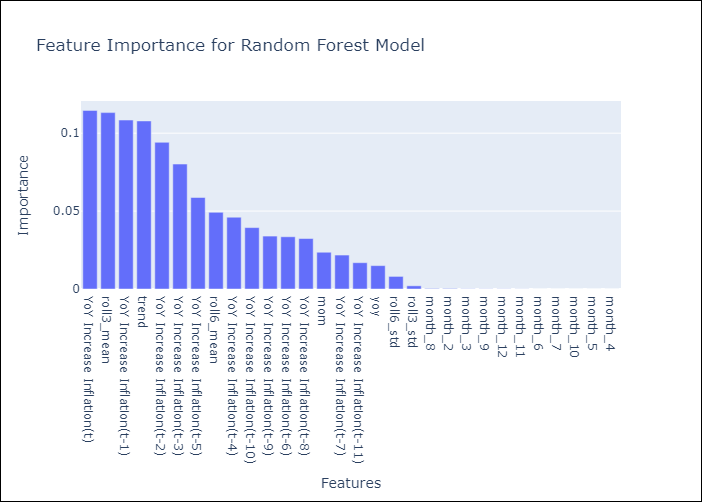 Feature Importance for Random Forest Model
Importance
0.1
0.05
0
YoY Increase Inflation(t)
roll3_mean
YoY Increase Inflation(t-1)
trend
YoY Increase Inflation(t-2)
YoY Increase Inflation(t-3)
YoY Increase Inflation(t-5)
roll6_mean
YoY Increase Inflation(t-4)
YoY Increase Inflation(t-10)
YoY Increase Inflation(t-9)
YoY Increase Inflation(t-6)
YoY Increase Inflation(t-8)
mom
YoY Increase Inflation(t-7)
YoY Increase Inflation(t-11)
yoy
roll6_std
roll3_std
month_8
month_2
month_3
month_9
month_12
month_11
month_6
month_7
month_10
month_5
month_4
Features